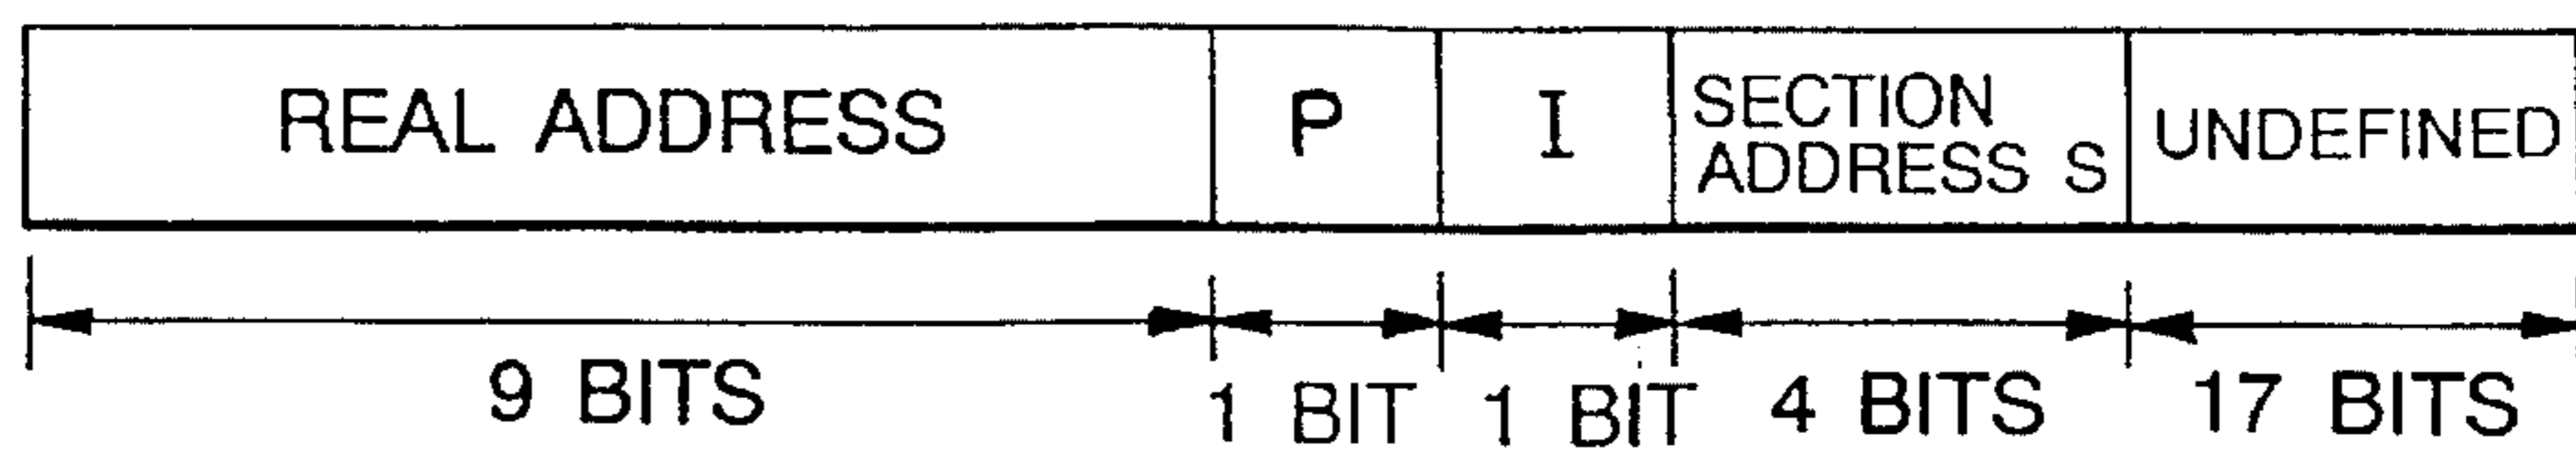 REAL ADDRESS
P
I
SECTION
ADDRESS S
UNDEFINED
9 BITS
1 BIT
1 BIT
4 BITS
17 BITS